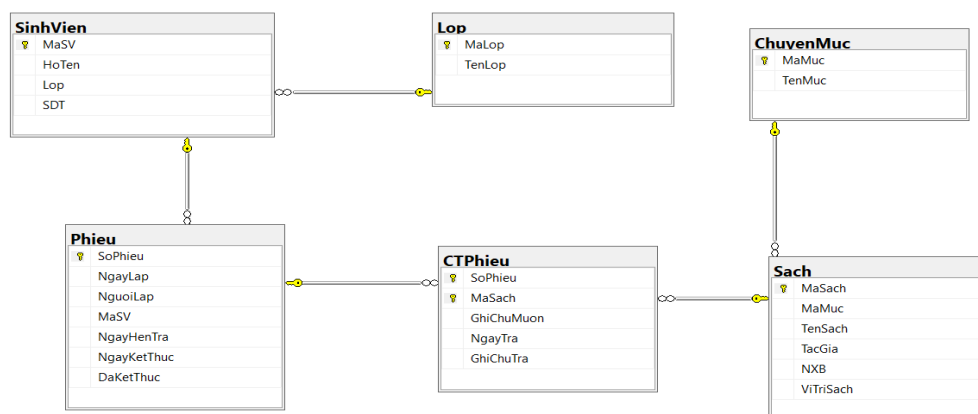 SinhVien
MaSV
HoTen
Lop
SDT
Lop
MaLop
TenLop
ChuyenMuc
MaMuc
TenMuc
Phieu
SoPhieu
NgayLap
NguoiLap
MaSV
NgayHenTra
NgayKetThuc
DaKetThuc
CTPhieu
SoPhieu
MaSach
GhiChuMuon
NgayTra
GhiChuTra
Sach
MaSach
MaMuc
TenSach
TacGia
NXB
ViTriSach